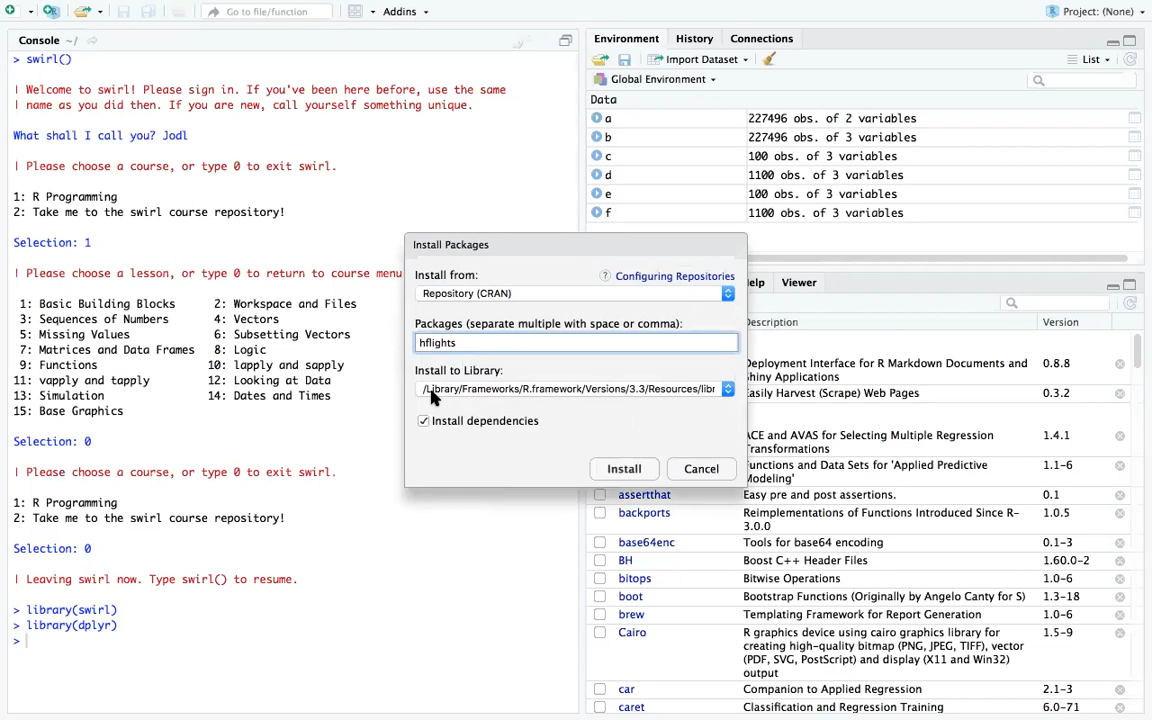 Go to file/function
Addins
Project: (None)
Console ~/
> swirl()
| Welcome to swirl! Please sign in. If you've been here before, use the same
| name as you did then. If you are new, call yourself something unique.
What shall I call you? Jodl
| Please choose a course, or type 0 to exit swirl.
1: R Programming
2: Take me to the swirl course repository!
Selection: 1
| Please choose a lesson, or type 0 to return to course menu
1: Basic Building Blocks 2: Workspace and Files
3: Sequences of Numbers 4: Vectors
5: Missing Values 6: Subsetting Vectors
7: Matrices and Data Frames 8: Logic
9: Functions 10: lapply and sapply
11: vapply and tapply 12: Looking at Data
13: Simulation 14: Dates and Times
15: Base Graphics
Selection: 0
| Please choose a course, or type 0 to exit swirl.
1: R Programming
2: Take me to the swirl course repository!
Selection: 0
| Leaving swirl now. Type swirl() to resume.
> library(swirl)
> library(dplyr)
>
Install Packages
Install from:
? Configuring Repositories
Repository (CRAN)
Packages (separate multiple with space or comma):
hflights
Install to Library:
/Library/Frameworks/R.framework/Versions/3.3/Resources/libr
Install dependencies
Install
Cancel
Environment History Connections
Import Dataset
List
Global Environment
Data
a 227496 obs. of 2 variables
b 227496 obs. of 3 variables
c 100 obs. of 3 variables
d 1100 obs. of 3 variables
e 100 obs. of 3 variables
f 1100 obs. of 3 variables
Viewer
Version
Deployment Interface for R Markdown Documents and 0.8.8
Shiny Applications
Easily Harvest (Scrape) Web Pages 0.3.2
ACE and AVAS for Selecting Multiple Regression 1.4.1
Transformations
Functions and Data Sets for 'Applied Predictive 1.1-6
Modeling'
assertthat Easy pre and post assertions. 0.1
backports Reimplementations of Functions Introduced Since R- 1.0.5
3.0.0
base64enc Tools for base64 encoding 0.1-3
BH Boost C++ Header Files 1.60.0-2
bitops Bitwise Operations 1.0-6
boot Bootstrap Functions (Originally by Angelo Canty for S) 1.3-18
brew Templating Framework for Report Generation 1.0-6
Cairo R graphics device using cairo graphics library for 1.5-9
creating high-quality bitmap (PNG, JPEG, TIFF), vector
(PDF, SVG, PostScript) and display (X11 and Win32)
output
car Companion to Applied Regression 2.1-3
caret Classification and Regression Training 6.0-71